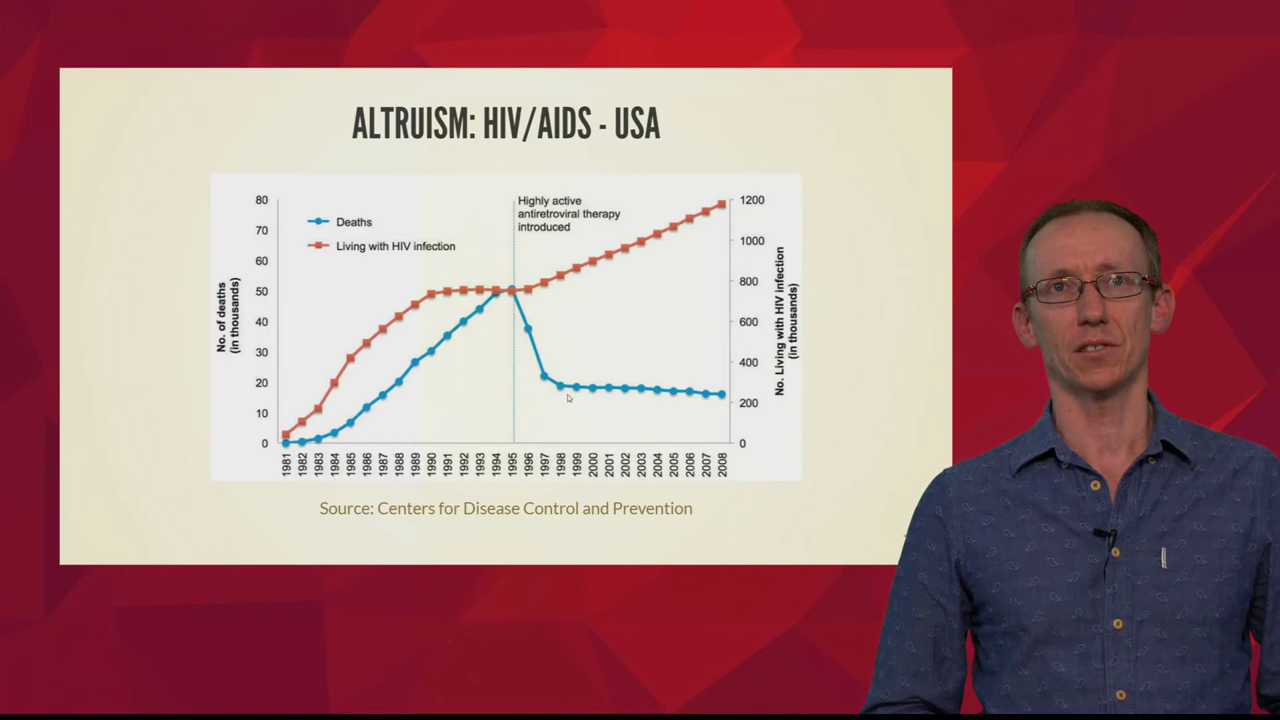 ALTRUISM: HIV/AIDS - USA
80
70
60
50
40
30
20
10
0
No. of deaths
(in thousands)
Deaths
Living with HIV infection
Highly active
antiretroviral therapy
introduced
1200
1000
800
600
400
200
0
No. Living with HIV infection
(in thousands)
1981 1982 1983 1984 1985 1986 1987 1988 1989 1990 1991 1992 1993 1994 1995 1996 1997 1998 1999 2000 2001 2002 2003 2004 2005 2006 2007 2008
Source: Centers for Disease Control and Prevention